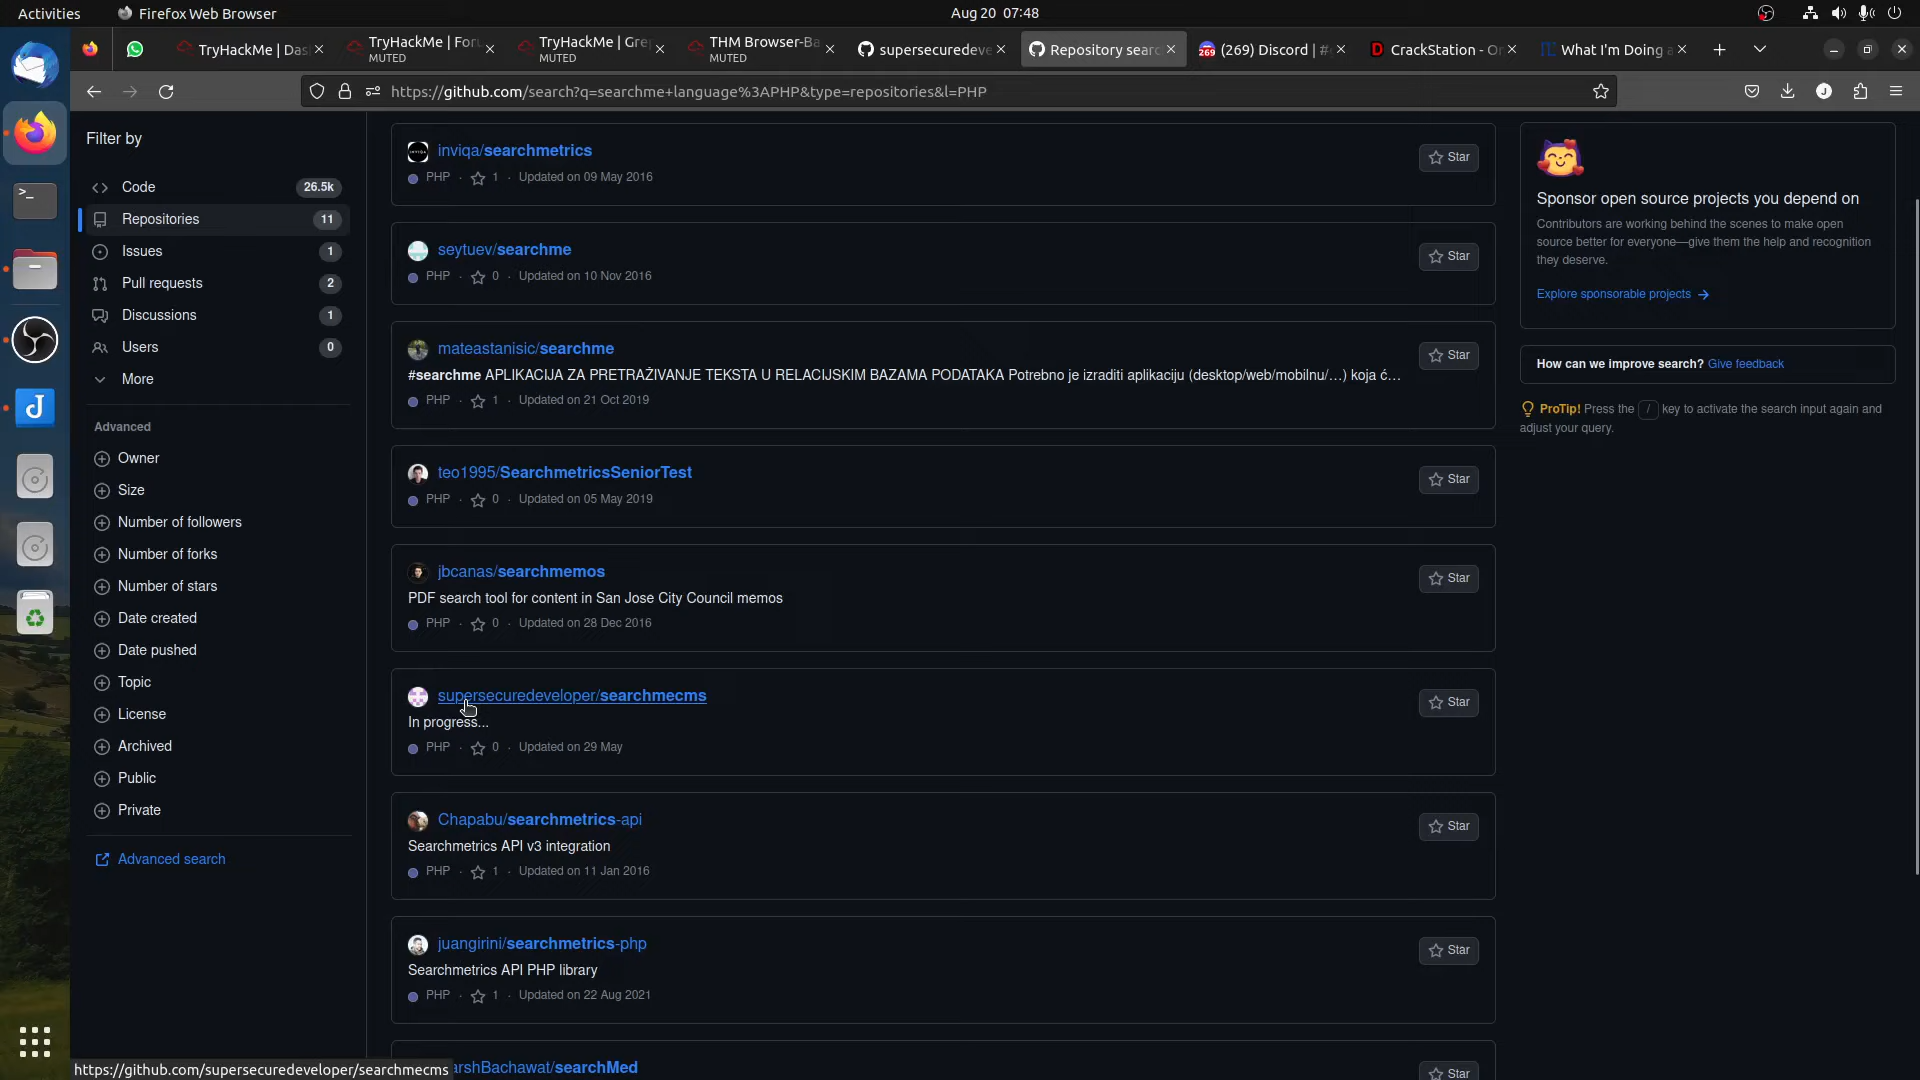 Activities
Firefox Web Browser
Aug 20 07:48
TryHackMe | Das
TryHackMe | For
MUTED
TryHackMe | Gre
MUTED
THM Browser-Ba
MUTED
supersecuredeve
Repository searc
269
(269) Discord | #
CrackStation - Or
What I'm Doing a
https://github.com/search?q=searchme+language%3APHP&type=repositories&l=PHP
Filter by
Code
26.5k
Repositories
11
Issues
1
Pull requests
2
Discussions
1
Users
0
More
Advanced
Owner
Size
Number of followers
Number of forks
Number of stars
Date created
Date pushed
Topic
License
Archived
Public
Private
Advanced search
inviqa/searchmetrics
PHP · 1 · Updated on 09 May 2016
Star
seytuev/searchme
PHP · 0 · Updated on 10 Nov 2016
Star
mateastanisic/searchme
#searchme APLIKACIJA ZA PRETRAŽIVANJE TEKSTA U RELACIJSKIM BAZAMA PODATAKA Potrebno je izraditi aplikaciju (desktop/web/mobilnu/…) koja ć…
PHP · 1 · Updated on 21 Oct 2019
Star
teo1995/SearchmetricsSeniorTest
PHP · 0 · Updated on 05 May 2019
Star
jbcanas/searchmemos
PDF search tool for content in San Jose City Council memos
PHP · 0 · Updated on 28 Dec 2016
Star
supersecuredeveloper/searchmecms
In progress...
PHP · 0 · Updated on 29 May
Star
Chapabu/searchmetrics-api
Searchmetrics API v3 integration
PHP · 1 · Updated on 11 Jan 2016
Star
juangirini/searchmetrics-php
Searchmetrics API PHP library
PHP · 1 · Updated on 22 Aug 2021
Star
arshBachawat/searchMed
Star
Sponsor open source projects you depend on
Contributors are working behind the scenes to make open
source better for everyone—give them the help and recognition
they deserve.
Explore sponsorable projects
How can we improve search? Give feedback
ProTip! Press the / key to activate the search input again and
adjust your query.
https://github.com/supersecuredeveloper/searchmecms